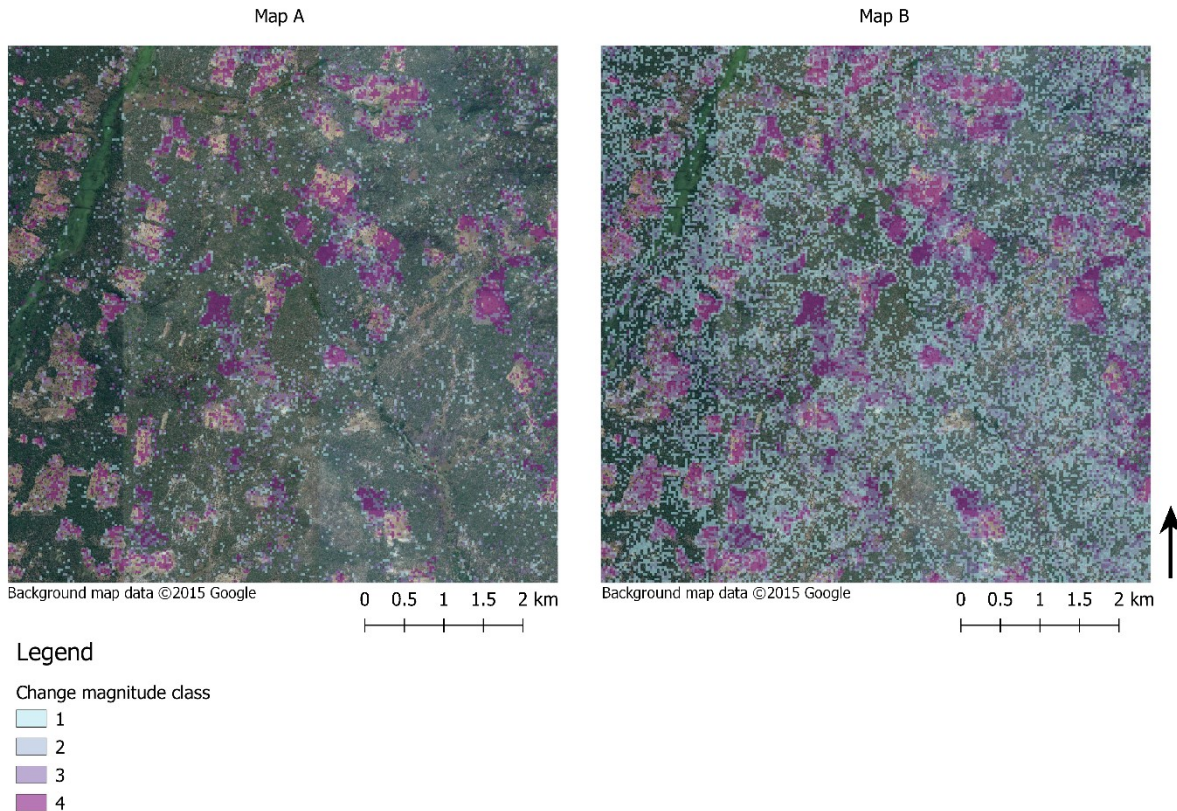 Map A
Map B
Background map data ©2015 Google
0 0.5 1 1.5 2 km
Background map data ©2015 Google
0 0.5 1 1.5 2 km
Legend
Change magnitude class
1
2
3
4